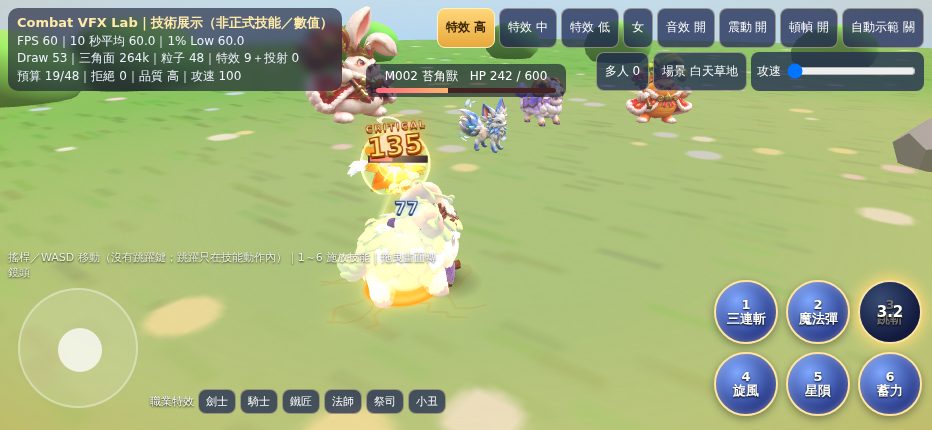 Combat VFX Lab｜技術展示（非正式技能／數值）
FPS 60｜10 秒平均 60.0｜1% Low 60.0
Draw 53｜三角面 264k｜粒子 48｜特效 9＋投射 0
預算 19/48｜拒絕 0｜品質 高｜攻速 100
特效 高
特效 中
特效 低
女
音效 開
震動 開
頓幀 開
自動示範 關
多人 0
場景 白天草地
攻速
M002 苔角獸 HP 242 / 600
CRITICAL
135
77
搖桿／WASD 移動（沒有跳躍鍵；跳躍只在技能動作內）｜1～6 施放技能｜拖曳畫面轉
鏡頭
1
三連斬
2
魔法彈
3
3.2
跳斬
4
旋風
5
星隕
6
蓄力
職業特效
劍士
騎士
鐵匠
法師
祭司
小丑